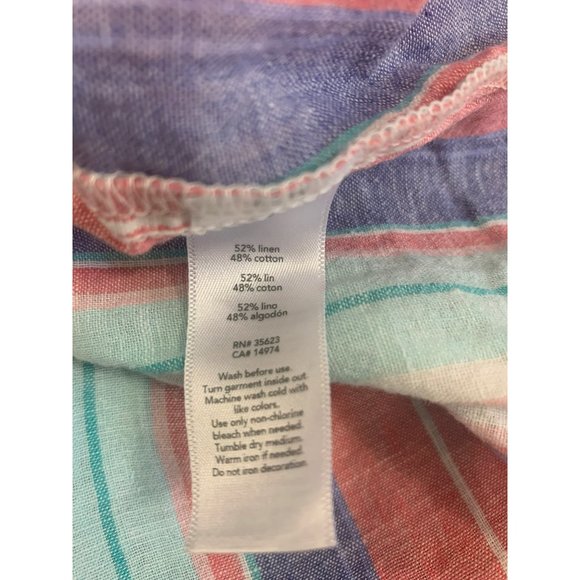 52% linen
48% cotton
52% lin
48% coton
52% lino
48% algodón
RN# 35623
CA# 14974
Wash before use.
Turn garment inside out.
Machine wash cold with
like colors.
Use only non-chlorine
bleach when needed.
Tumble dry medium.
Warm iron if needed.
Do not iron decoration.